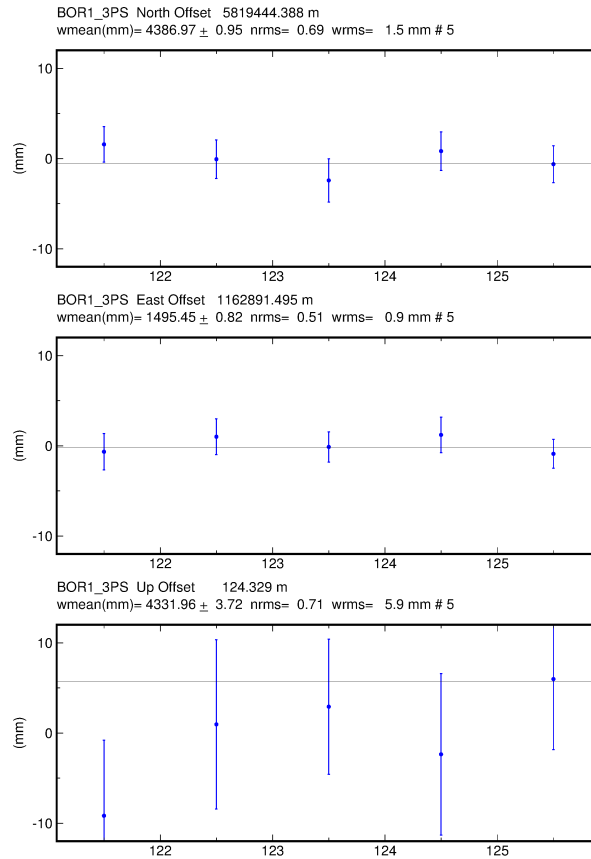 BOR1_3PS North Offset 5819444.388 m
wmean(mm)= 4386.97 + 0.95 nrms= 0.69 wrms= 1.5 mm # 5
10
0
-10
(mm)
122 123 124 125
BOR1_3PS East Offset 1162891.495 m
wmean(mm)= 1495.45 + 0.82 nrms= 0.51 wrms= 0.9 mm # 5
10
0
-10
(mm)
122 123 124 125
BOR1_3PS Up Offset 124.329 m
wmean(mm)= 4331.96 + 3.72 nrms= 0.71 wrms= 5.9 mm # 5
10
0
-10
(mm)
122 123 124 125